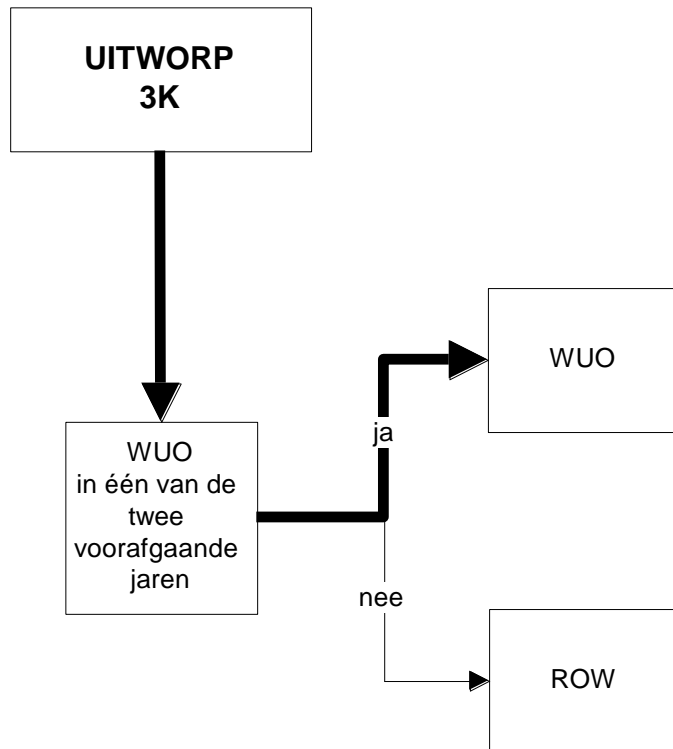 UITWORP
3K
WUO
ja
WUO
in één van de
twee
voorafgaande
jaren
nee
ROW